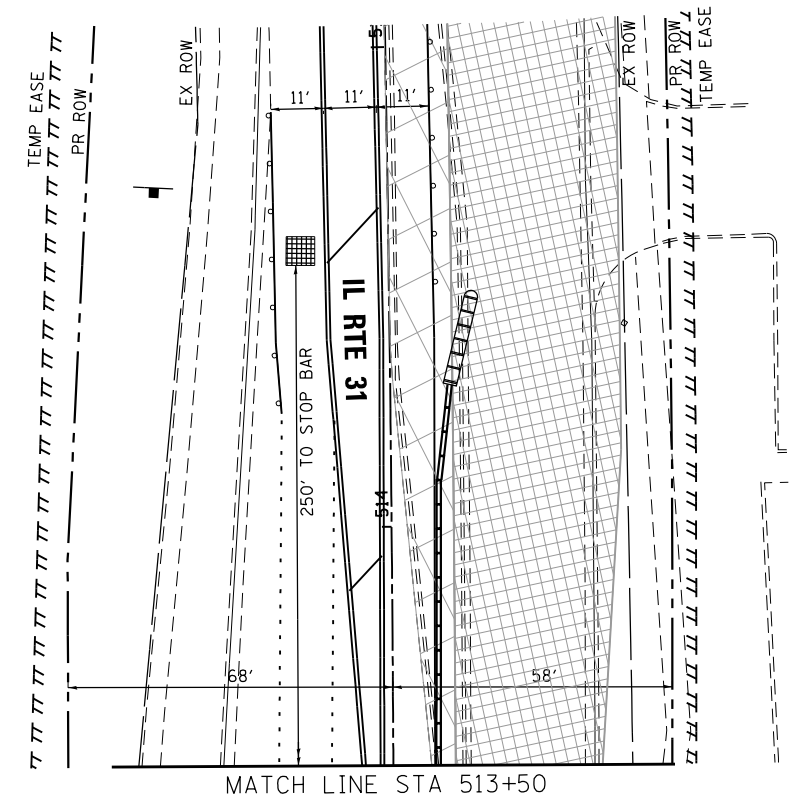 TEMP EASE
PR ROW
EX ROW
EX ROW
PR ROW
TEMP EASE
11' 11' 11'
IL RTE 31
250' TO STOP BAR
514
68' 58'
MATCH LINE STA 513+50